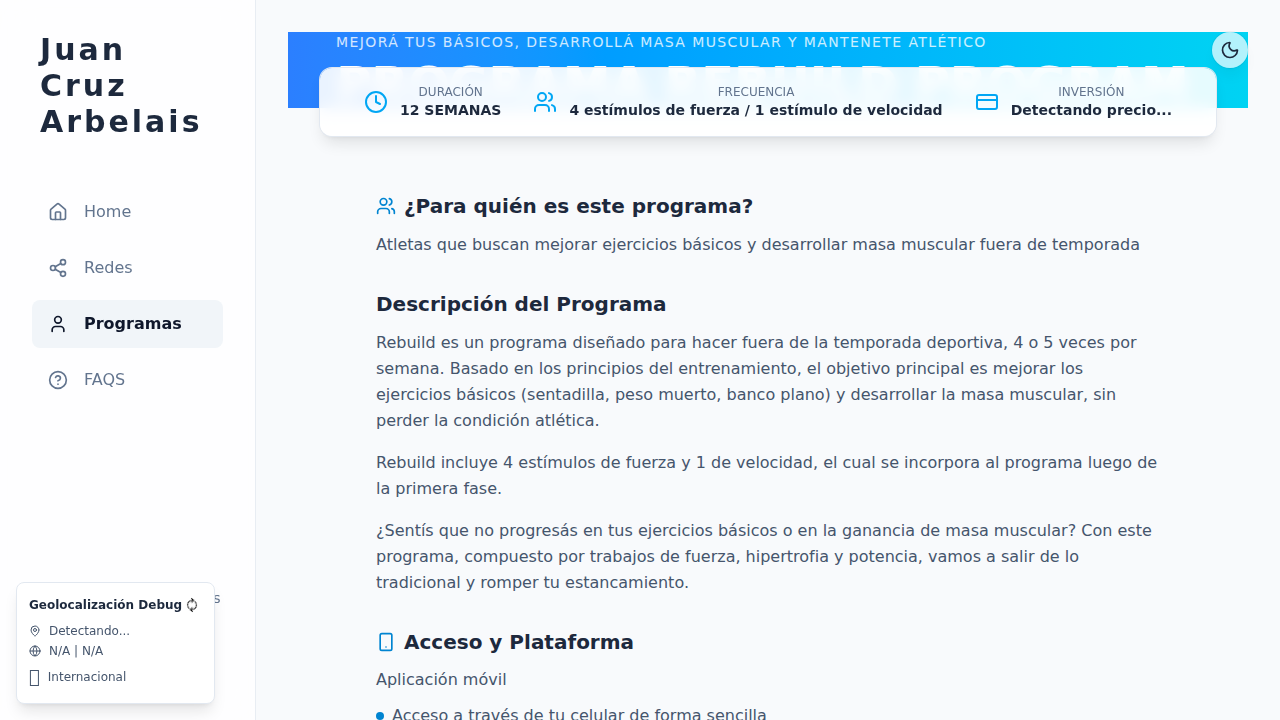 Juan
Cruz
Arbelais
Home
Redes
Programas
FAQS
s
Geolocalización Debug
Detectando...
N/A | N/A
Internacional
MEJORÁ TUS BÁSICOS, DESARROLLÁ MASA MUSCULAR Y MANTENETE ATLÉTICO
DURACIÓN
12 SEMANAS
FRECUENCIA
4 estímulos de fuerza / 1 estímulo de velocidad
INVERSIÓN
Detectando precio...
¿Para quién es este programa?
Atletas que buscan mejorar ejercicios básicos y desarrollar masa muscular fuera de temporada
Descripción del Programa
Rebuild es un programa diseñado para hacer fuera de la temporada deportiva, 4 o 5 veces por
semana. Basado en los principios del entrenamiento, el objetivo principal es mejorar los
ejercicios básicos (sentadilla, peso muerto, banco plano) y desarrollar la masa muscular, sin
perder la condición atlética.
Rebuild incluye 4 estímulos de fuerza y 1 de velocidad, el cual se incorpora al programa luego de
la primera fase.
¿Sentís que no progresás en tus ejercicios básicos o en la ganancia de masa muscular? Con este
programa, compuesto por trabajos de fuerza, hipertrofia y potencia, vamos a salir de lo
tradicional y romper tu estancamiento.
Acceso y Plataforma
Aplicación móvil
Acceso a través de tu celular de forma sencilla